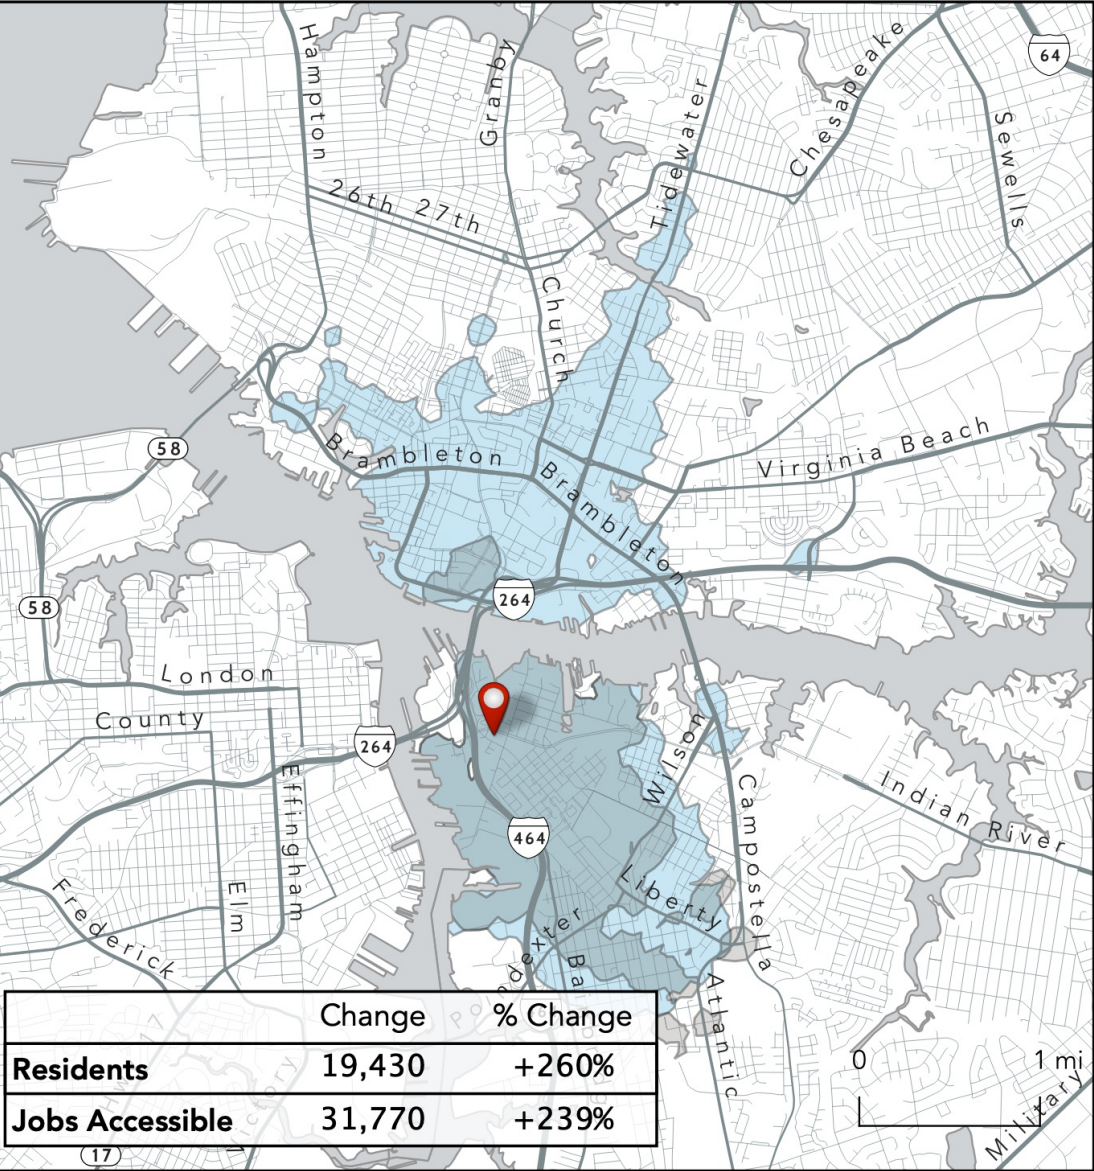 Hampton
Granby
Tidewater
Chesapeake
64
Sewells
26th 27th
Church
58
Brambleton
Brambleton
Virginia Beach
264
58
London
County
264
Effingham
Elm
Frederick
464
Wilson
Campostella
Indian River
Liberty
Atlantic
Change % Change
Residents 19,430 +260%
Jobs Accessible 31,770 +239%
0 1 mi
Military
17